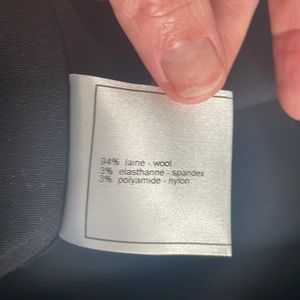 94% laine - wool
3% elasthanne - spandex
3% polyamide - nylon